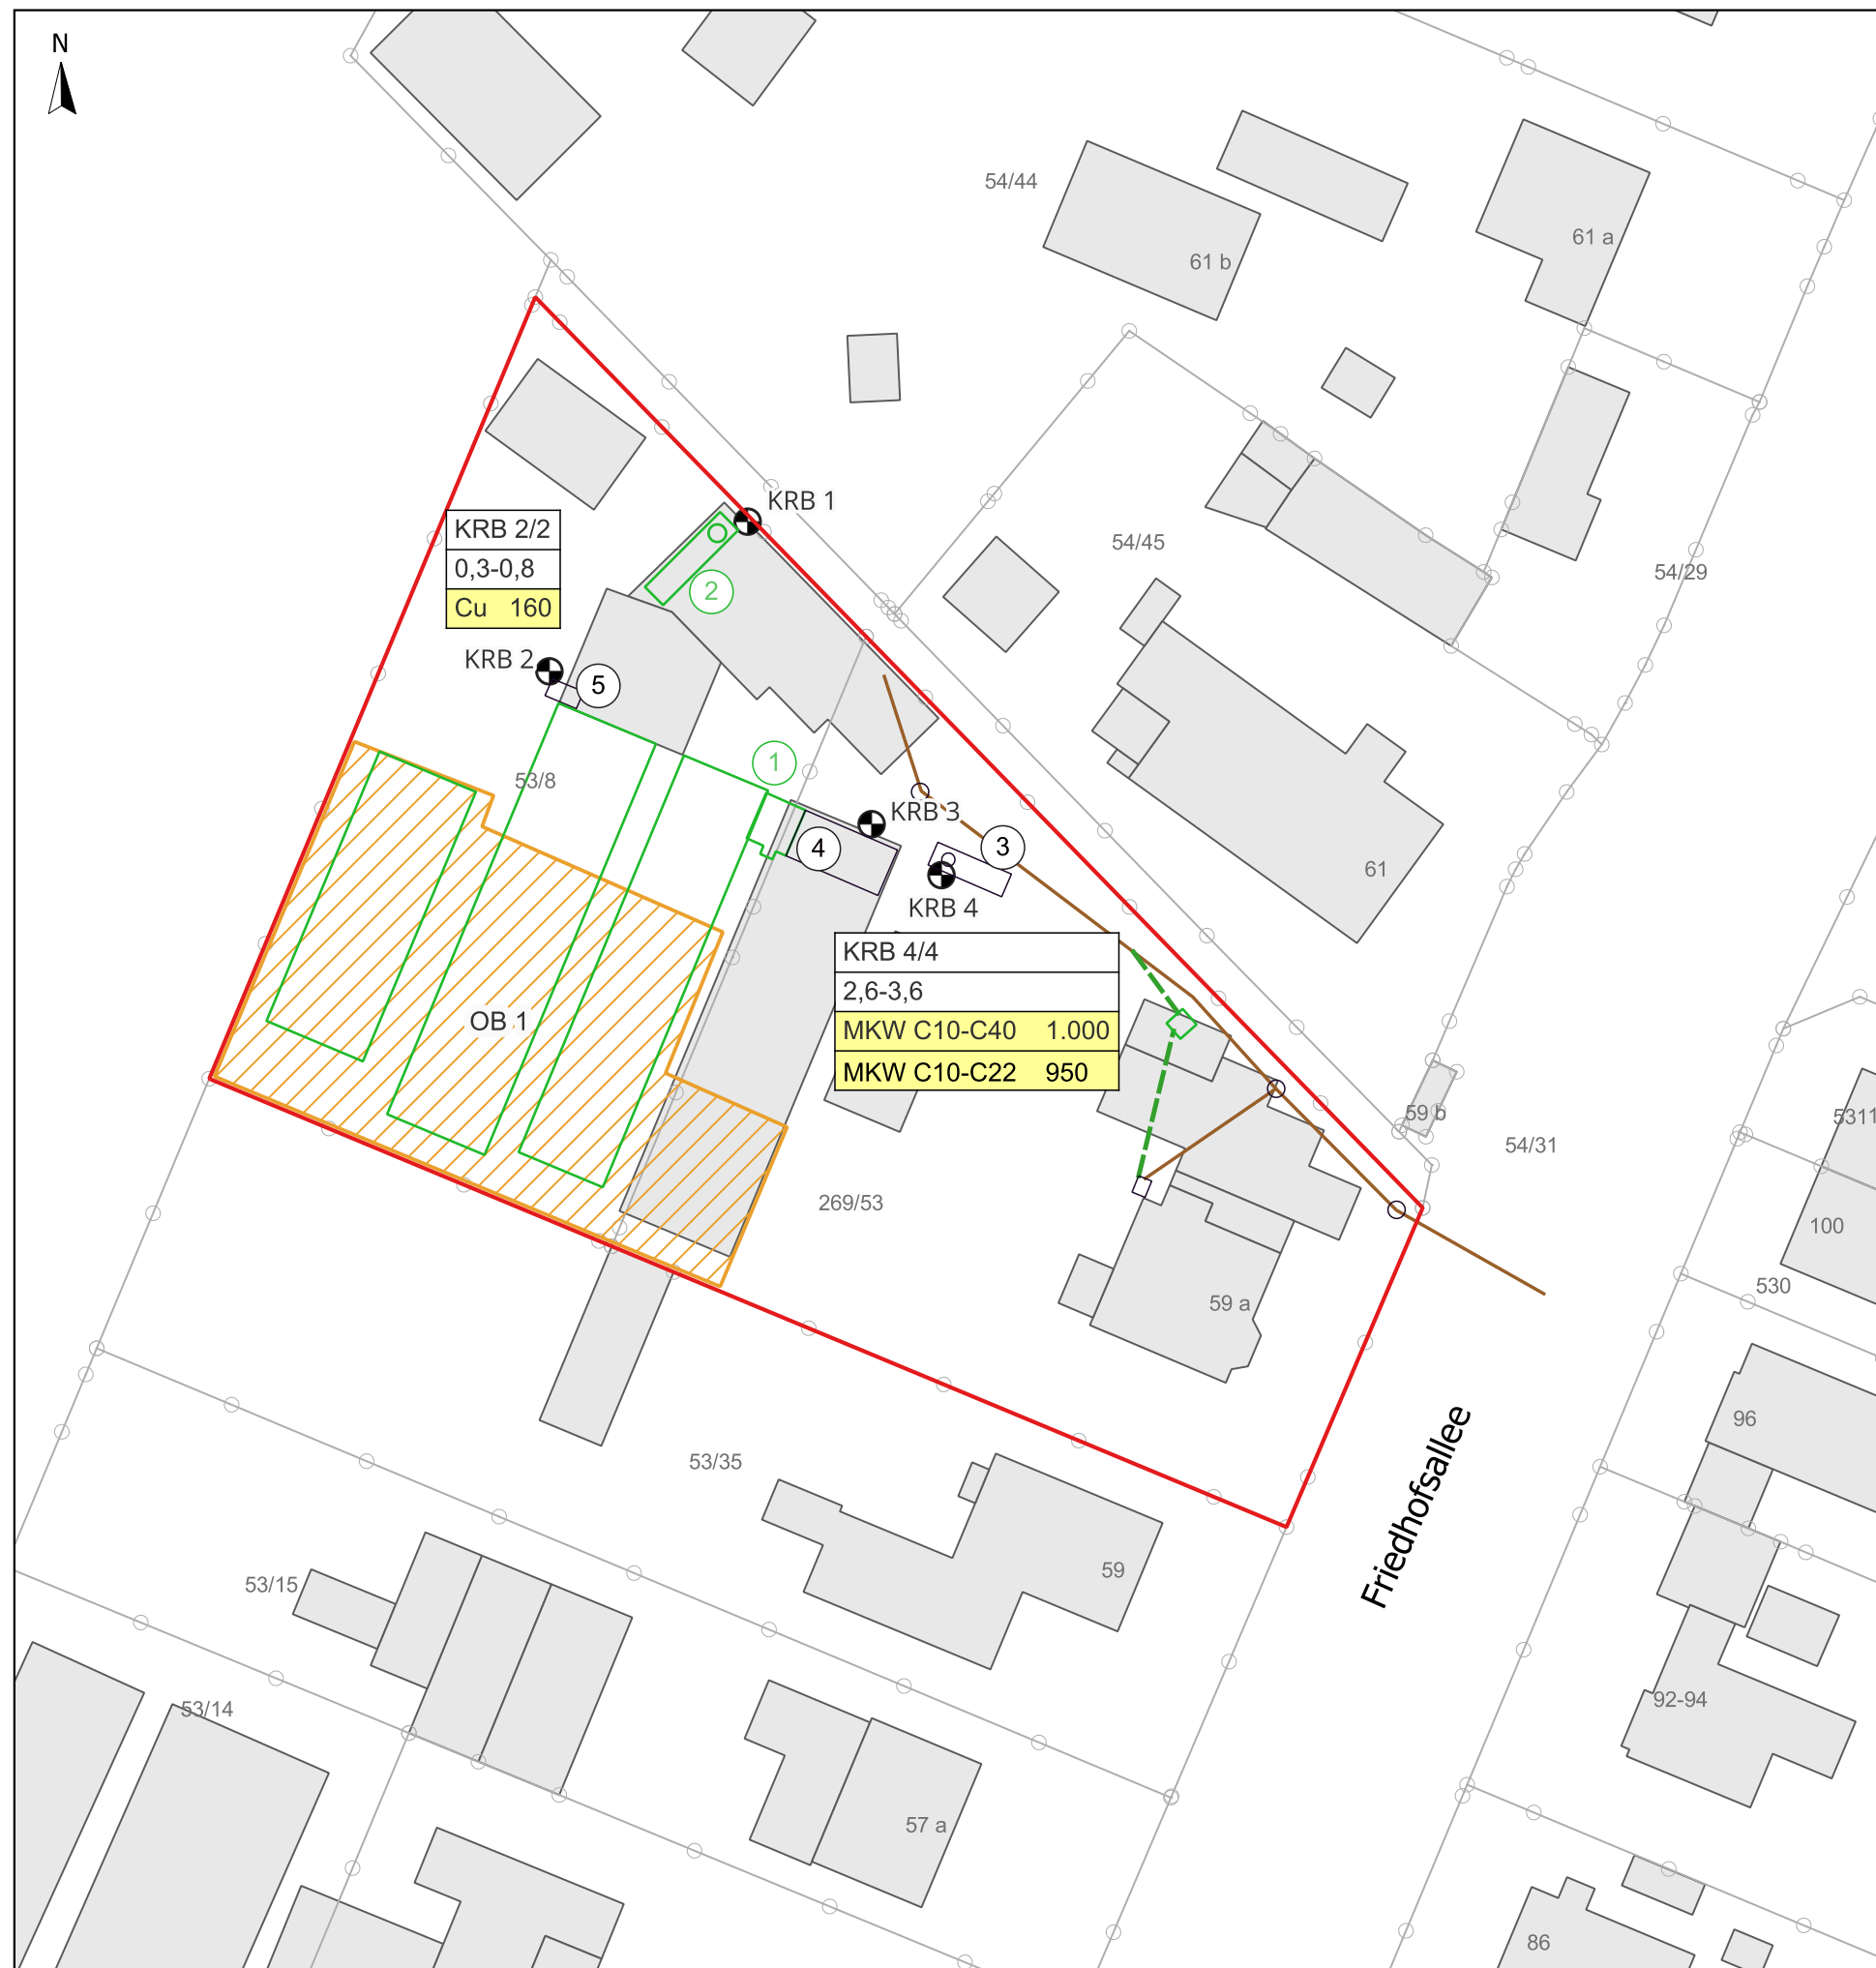 N
54/44
61 a
61 b
KRB 1
KRB 2/2
0,3-0,8
Cu 160
54/45
54/29
2
KRB 2
5
1
53/8
KRB 3
4
3
61
KRB 4
KRB 4/4
2,6-3,6
MKW C10-C40 1.000
MKW C10-C22 950
OB 1
59 b
5311
54/31
269/53
100
530
59 a
96
53/35
Friedhofsallee
59
53/15
53/14
92-94
57 a
86